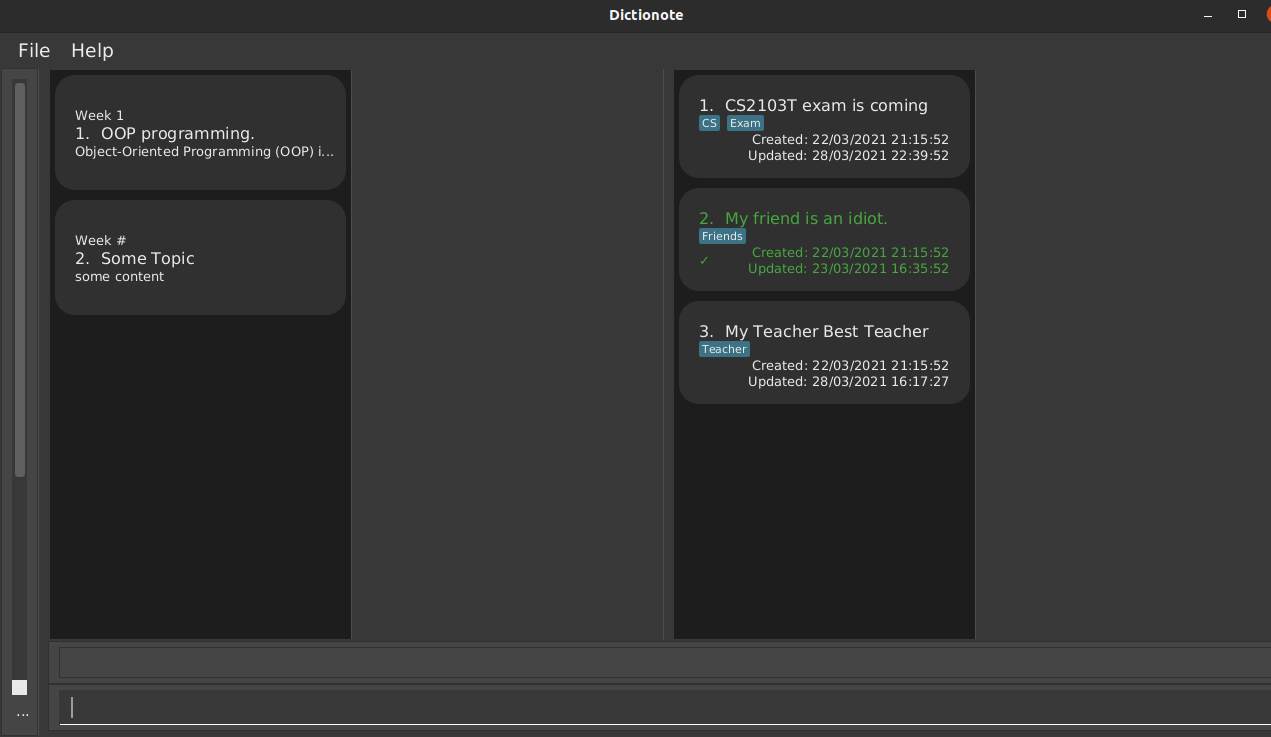 Dictionote
File Help
Week 1
1. OOP programming.
Object-Oriented Programming (OOP) i...
Week #
2. Some Topic
some content
1. CS2103T exam is coming
CS Exam
Created: 22/03/2021 21:15:52
Updated: 28/03/2021 22:39:52
2. My friend is an idiot.
Friends
Created: 22/03/2021 21:15:52
✓ Updated: 23/03/2021 16:35:52
3. My Teacher Best Teacher
Teacher
Created: 22/03/2021 21:15:52
Updated: 28/03/2021 16:17:27
...